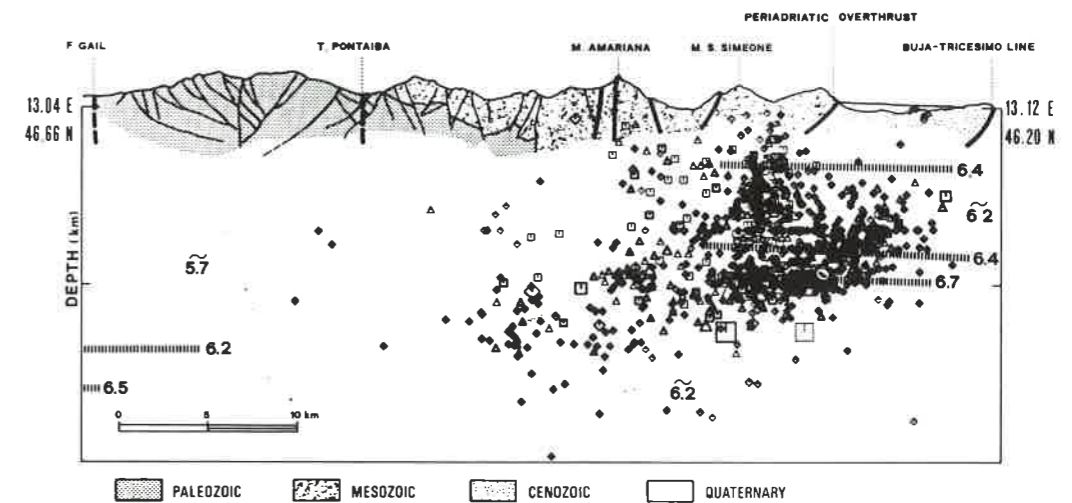 PERIADRIATIC OVERTHRUST
F GAIL
T. PONTAIBA
M. AMARIANA
M. S. SIMEONE
BUJA-TRICESIMO LINE
13.04 E
46.66 N
13.12 E
46.20 N
DEPTH (km)
6.4
~
6 2
~
5.7
6.4
6.7
6.2
~
6.2
6.5
0 5 10 km
PALEOZOIC
MESOZOIC
CENOZOIC
QUATERNARY